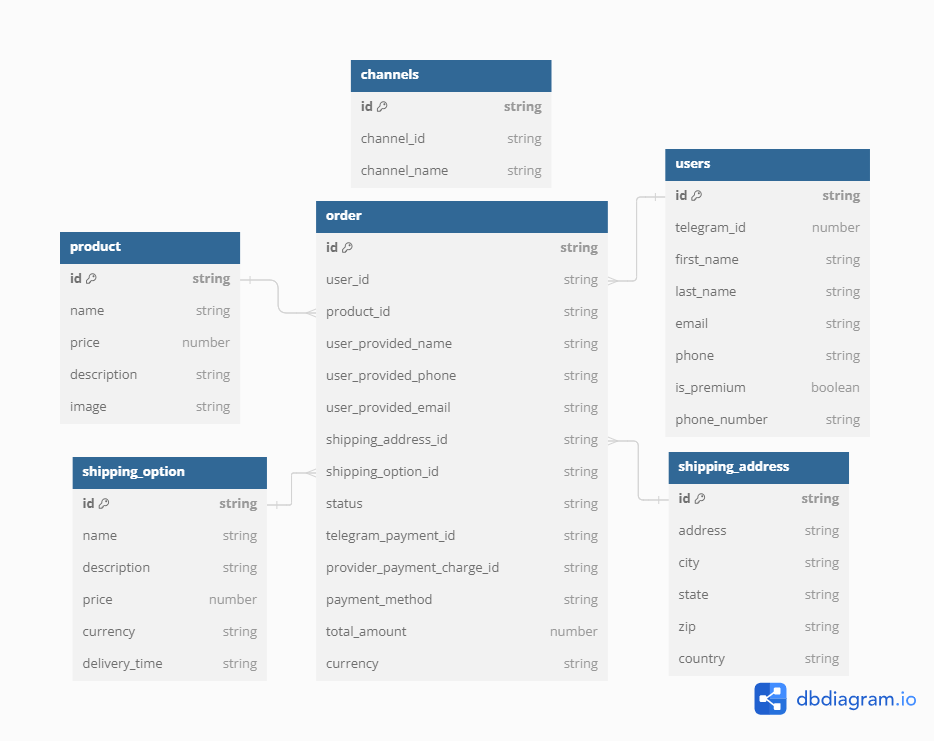 channels
id string
channel_id string
channel_name string
users
id string
telegram_id number
first_name string
last_name string
email string
phone string
is_premium boolean
phone_number string
order
id string
user_id string
product_id string
user_provided_name string
user_provided_phone string
user_provided_email string
shipping_address_id string
shipping_option_id string
status string
telegram_payment_id string
provider_payment_charge_id string
payment_method string
total_amount number
currency string
product
id string
name string
price number
description string
image string
shipping_option
id string
name string
description string
price number
currency string
delivery_time string
shipping_address
id string
address string
city string
state string
zip string
country string
dbdiagram.io